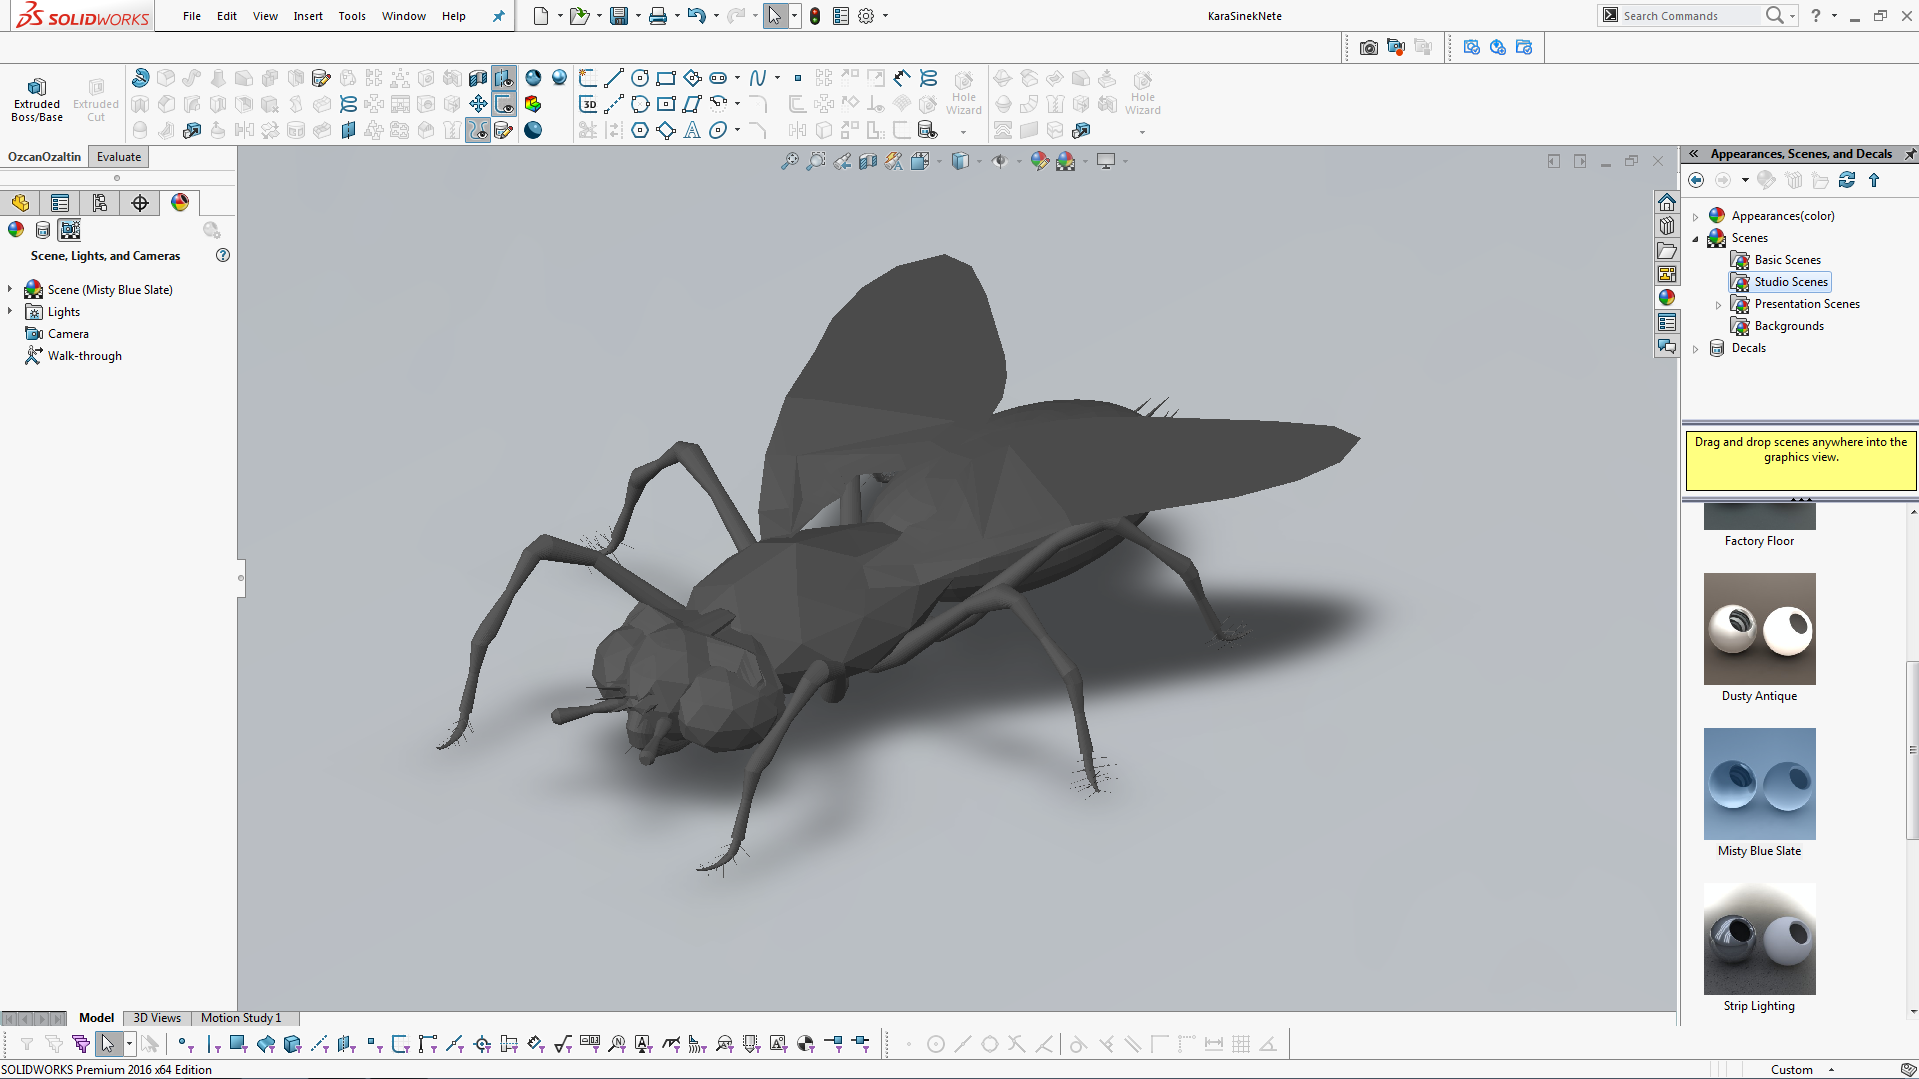 SOLIDWORKS
File Edit View Insert Tools Window Help
KaraSinekNete
Search Commands
Extruded Boss/Base
Extruded Cut
3D
Hole Wizard
Hole Wizard
OzcanOzaltin Evaluate
Scene, Lights, and Cameras
Scene (Misty Blue Slate)
Lights
Camera
Walk-through
Appearances, Scenes, and Decals
Appearances(color)
Scenes
Basic Scenes
Studio Scenes
Presentation Scenes
Backgrounds
Decals
Drag and drop scenes anywhere into the
graphics view.
Factory Floor
Dusty Antique
Misty Blue Slate
Strip Lighting
Model 3D Views Motion Study 1
SOLIDWORKS Premium 2016 x64 Edition
Custom